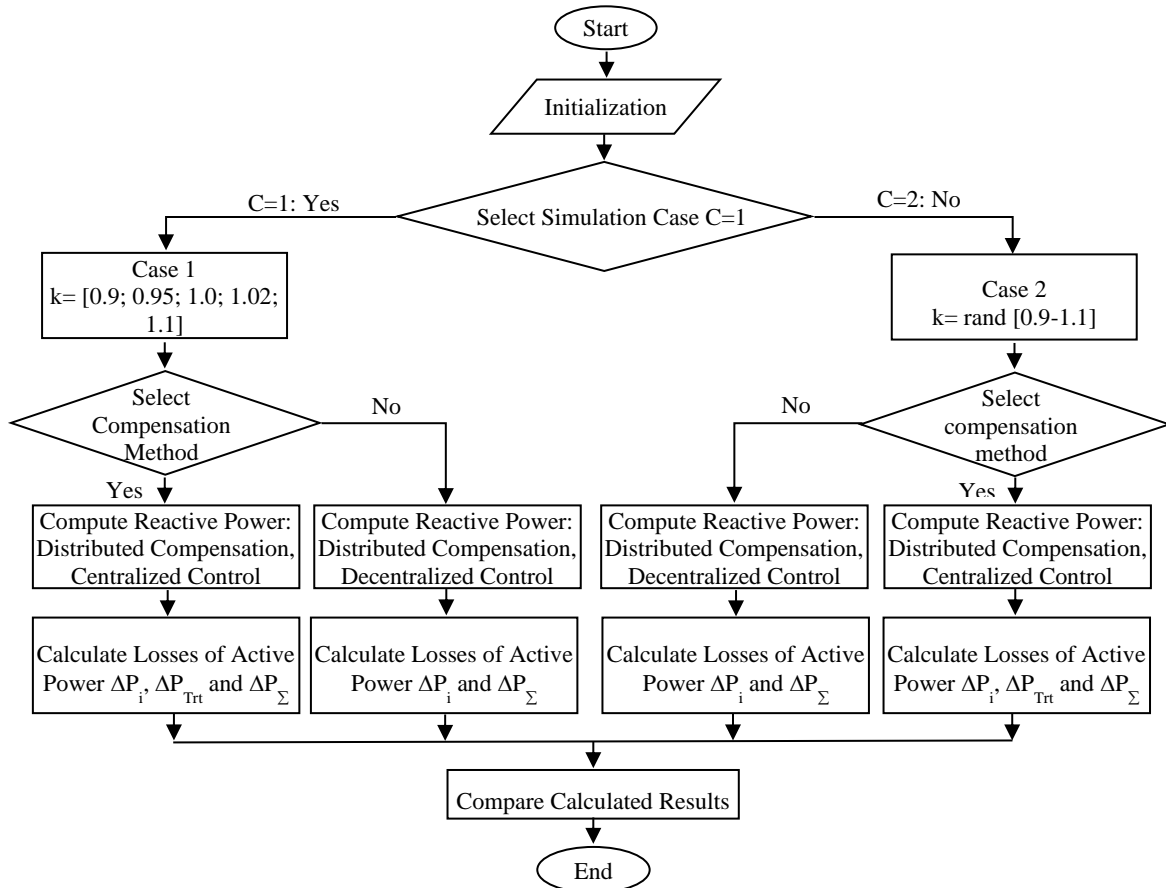 Start
Initialization
C=1: Yes
Select Simulation Case C=1
C=2: No
Case 1
k= [0.9; 0.95; 1.0; 1.02;
1.1]
Case 2
k= rand [0.9-1.1]
Select
Compensation
Method
No
No
Select
compensation
method
Yes
Yes
Compute Reactive Power:
Distributed Compensation,
Centralized Control
Compute Reactive Power:
Distributed Compensation,
Decentralized Control
Compute Reactive Power:
Distributed Compensation,
Decentralized Control
Compute Reactive Power:
Distributed Compensation,
Centralized Control
Calculate Losses of Active
Power ΔP_i, ΔP_Trt and ΔP_Σ
Calculate Losses of Active
Power ΔP_i and ΔP_Σ
Calculate Losses of Active
Power ΔP_i and ΔP_Σ
Calculate Losses of Active
Power ΔP_i, ΔP_Trt and ΔP_Σ
Compare Calculated Results
End